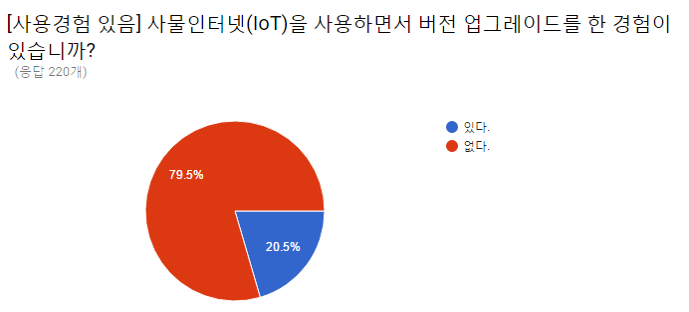 [사용경험 있음] 사물인터넷(IoT)을 사용하면서 버전 업그레이드를 한 경험이
있습니까?
(응답 220개)
있다.
없다.
79.5%
20.5%